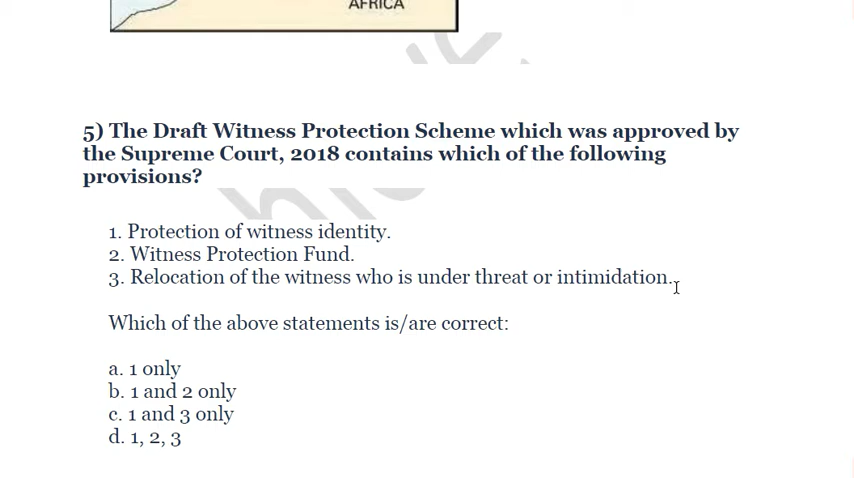 AFRICA
5) The Draft Witness Protection Scheme which was approved by
the Supreme Court, 2018 contains which of the following
provisions?
1. Protection of witness identity.
2. Witness Protection Fund.
3. Relocation of the witness who is under threat or intimidation.
Which of the above statements is/are correct:
a. 1 only
b. 1 and 2 only
c. 1 and 3 only
d. 1, 2, 3